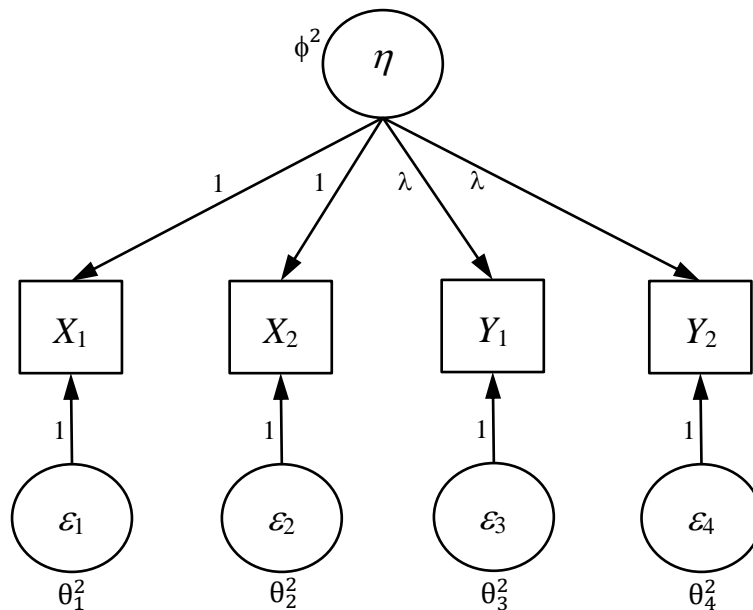 ϕ²
η
1
1
λ
λ
X₁
X₂
Y₁
Y₂
1
1
1
1
ε₁
ε₂
ε₃
ε₄
θ₁²
θ₂²
θ₃²
θ₄²